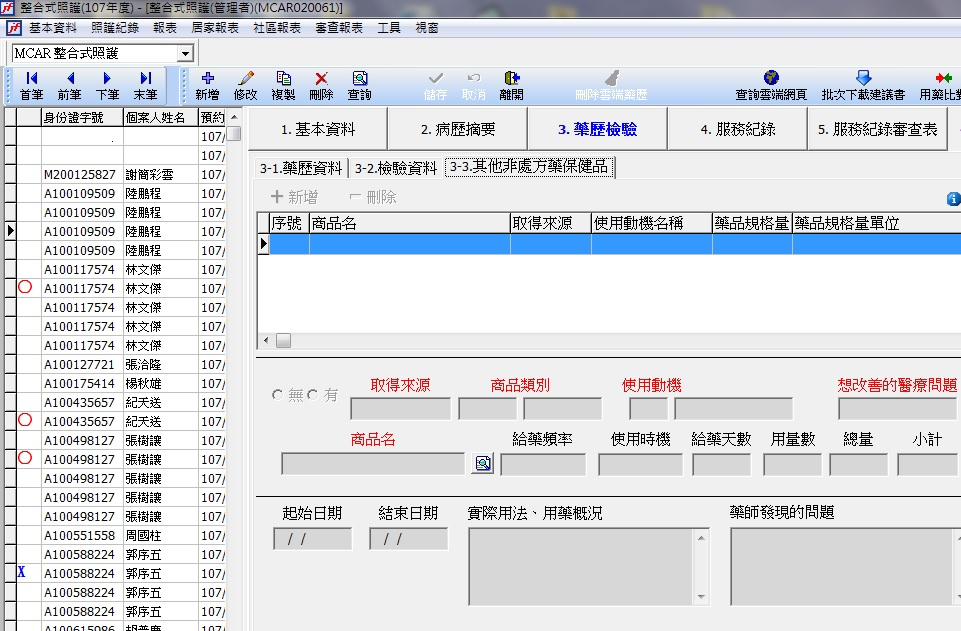 整合式照護(107年度) - [整合式照護(管理者)(MCAR020061)]
基本資料 照護紀錄 報表 居家報表 社區報表 審查報表 工具 視窗
MCAR 整合式照護
首筆 前筆 下筆 末筆 新增 修改 複製 刪除 查詢 儲存 取消 離開 刪除雲端藥歷 查詢雲端網頁 批次下載建議書 用藥比對
身份證字號 個案人姓名 預約
107/
107/
M200125827 謝簡彩雲 107/
A100109509 陸鵬程 107/
A100109509 陸鵬程 107/
A100109509 陸鵬程 107/
A100109509 陸鵬程 107/
A100117574 林文傑 107/
A100117574 林文傑 107/
A100117574 林文傑 107/
A100117574 林文傑 107/
A100117574 林文傑 107/
A100127721 張洽隆 107/
A100175414 楊秋雄 107/
A100435657 紀天送 107/
A100435657 紀天送 107/
A100498127 張樹讓 107/
A100498127 張樹讓 107/
A100498127 張樹讓 107/
A100498127 張樹讓 107/
A100498127 張樹讓 107/
A100551558 周國柱 107/
A100588224 郭序五 107/
X A100588224 郭序五 107/
A100588224 郭序五 107/
A100588224 郭序五 107/
1. 基本資料 2. 病歷摘要 3. 藥歷檢驗 4. 服務紀錄 5. 服務紀錄審查表
3-1.藥歷資料 3-2.檢驗資料 3-3.其他非處方藥保健品
新增 刪除
序號 商品名 取得來源 使用動機名稱 藥品規格量 藥品規格量單位
無 有 取得來源 商品類別 使用動機 想改善的醫療問題
商品名 給藥頻率 使用時機 給藥天數 用量數 總量 小計
起始日期 結束日期 實際用法、用藥概況 藥師發現的問題
/ / / /